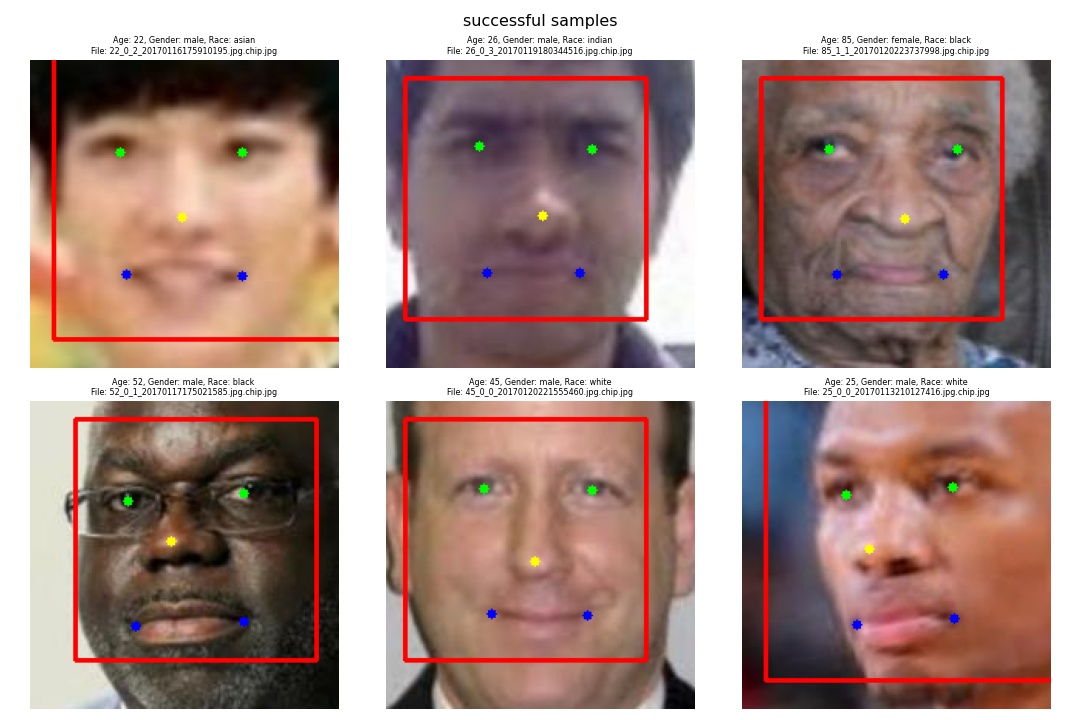 successful samples
Age: 22, Gender: male, Race: asian
File: 22_0_2_20170116175910195.jpg.chip.jpg
Age: 26, Gender: male, Race: indian
File: 26_0_3_20170119180344516.jpg.chip.jpg
Age: 85, Gender: female, Race: black
File: 85_1_1_20170120223737998.jpg.chip.jpg
Age: 52, Gender: male, Race: black
File: 52_0_1_20170117175021585.jpg.chip.jpg
Age: 45, Gender: male, Race: white
File: 45_0_0_20170120221555460.jpg.chip.jpg
Age: 25, Gender: male, Race: white
File: 25_0_0_20170113210127416.jpg.chip.jpg